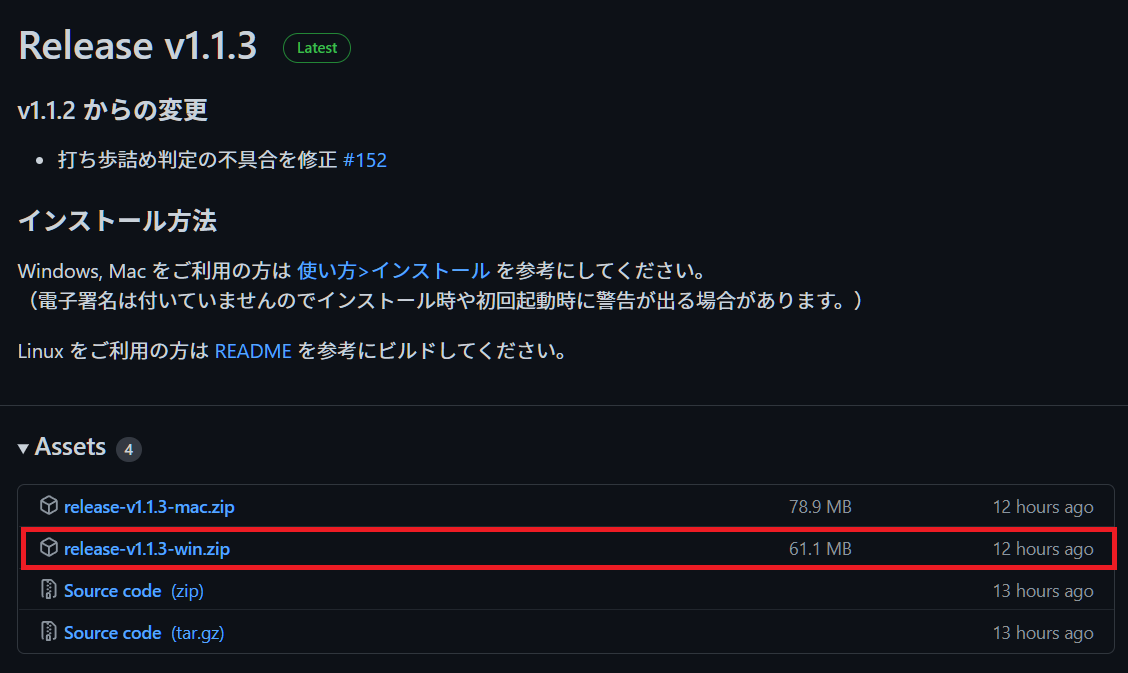 Release v1.1.3 Latest
v1.1.2 からの変更
• 打ち歩詰め判定の不具合を修正 #152
インストール方法
Windows, Mac をご利用の方は 使い方>インストール を参考にしてください。
（電子署名は付いていませんのでインストール時や初回起動時に警告が出る場合があります。）
Linux をご利用の方は README を参考にビルドしてください。
Assets 4
release-v1.1.3-mac.zip 78.9 MB 12 hours ago
release-v1.1.3-win.zip 61.1 MB 12 hours ago
Source code (zip) 13 hours ago
Source code (tar.gz) 13 hours ago